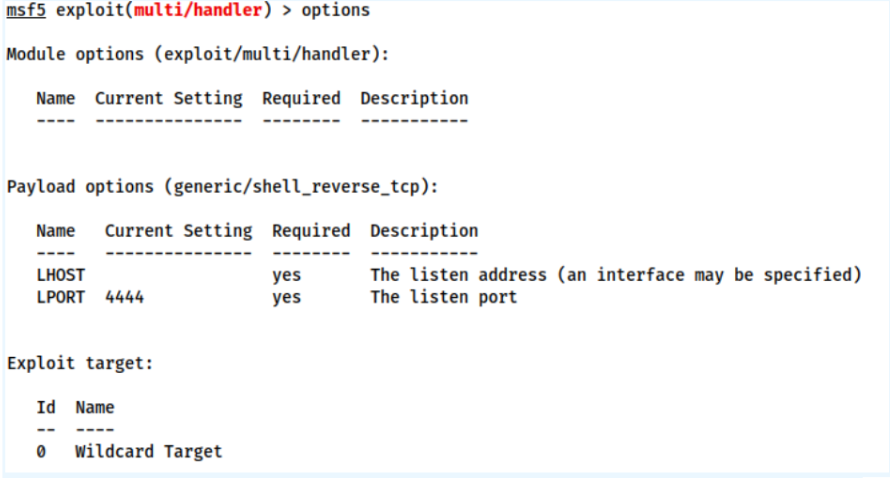 msf5 exploit(multi/handler) > options
Module options (exploit/multi/handler):
Name  Current Setting  Required  Description
----  ---------------  --------  -----------
Payload options (generic/shell_reverse_tcp):
Name   Current Setting  Required  Description
----   ---------------  --------  -----------
LHOST                   yes       The listen address (an interface may be specified)
LPORT  4444             yes       The listen port
Exploit target:
Id  Name
--  ----
0   Wildcard Target